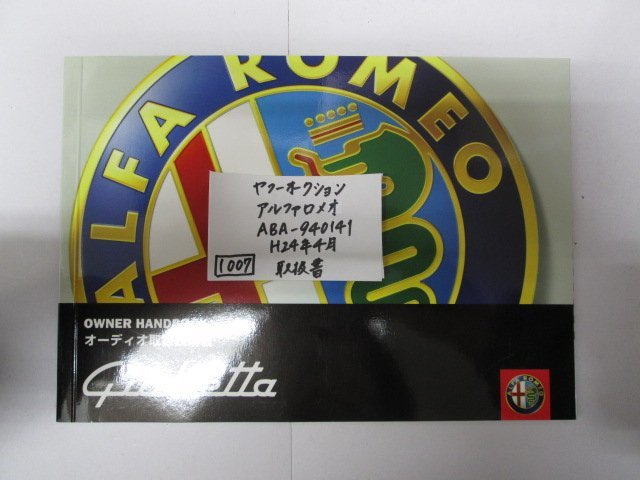 ALFA ROMEO
ヤフーオクション
アルファロメオ
ABA-940141
H24年4月
1007
取扱書
OWNER HANDBOOK
オーディオ取扱
Giulietta
ALFA ROMEO